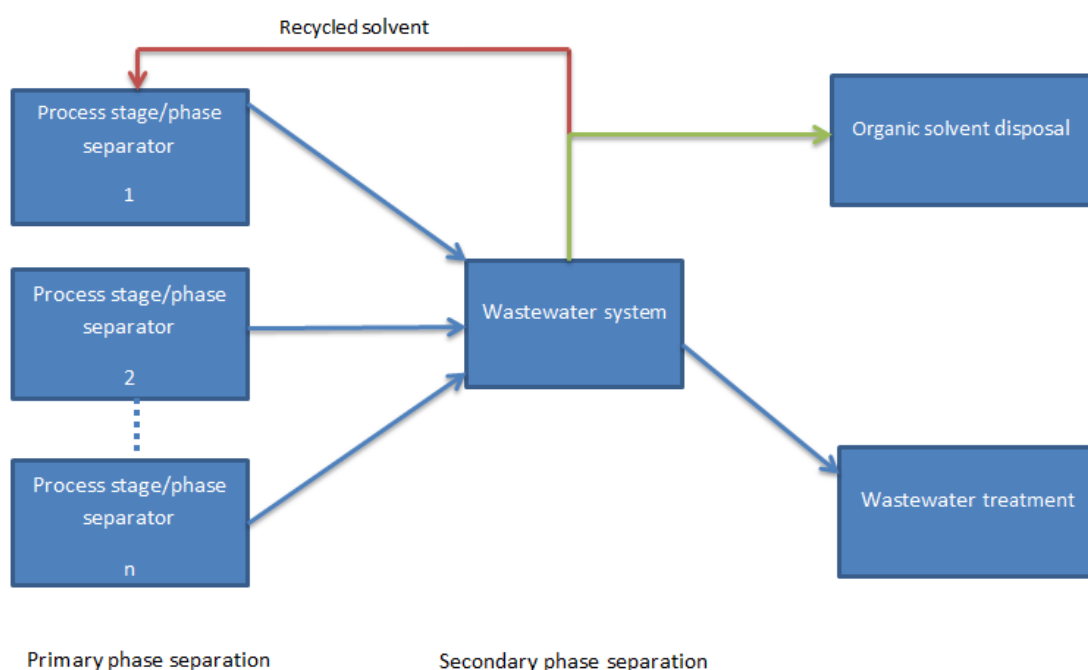 Recycled solvent
Process stage/phase
separator
1
Organic solvent disposal
Process stage/phase
separator
2
Wastewater system
Process stage/phase
separator
n
Wastewater treatment
Primary phase separation
Secondary phase separation